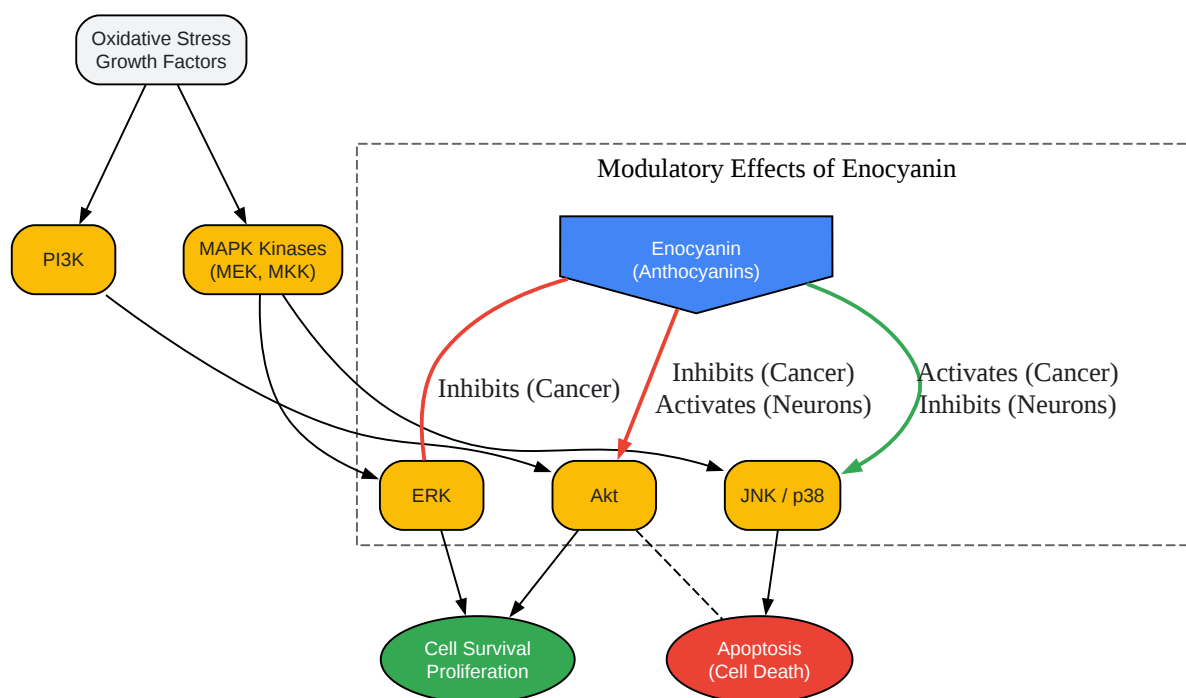 Oxidative Stress
Growth Factors
Modulatory Effects of Enocyanin
PI3K
MAPK Kinases
(MEK, MKK)
Enocyanin
(Anthocyanins)
Inhibits (Cancer)
Inhibits (Cancer)
Activates (Neurons)
Activates (Cancer)
Inhibits (Neurons)
ERK
Akt
JNK / p38
Cell Survival
Proliferation
Apoptosis
(Cell Death)